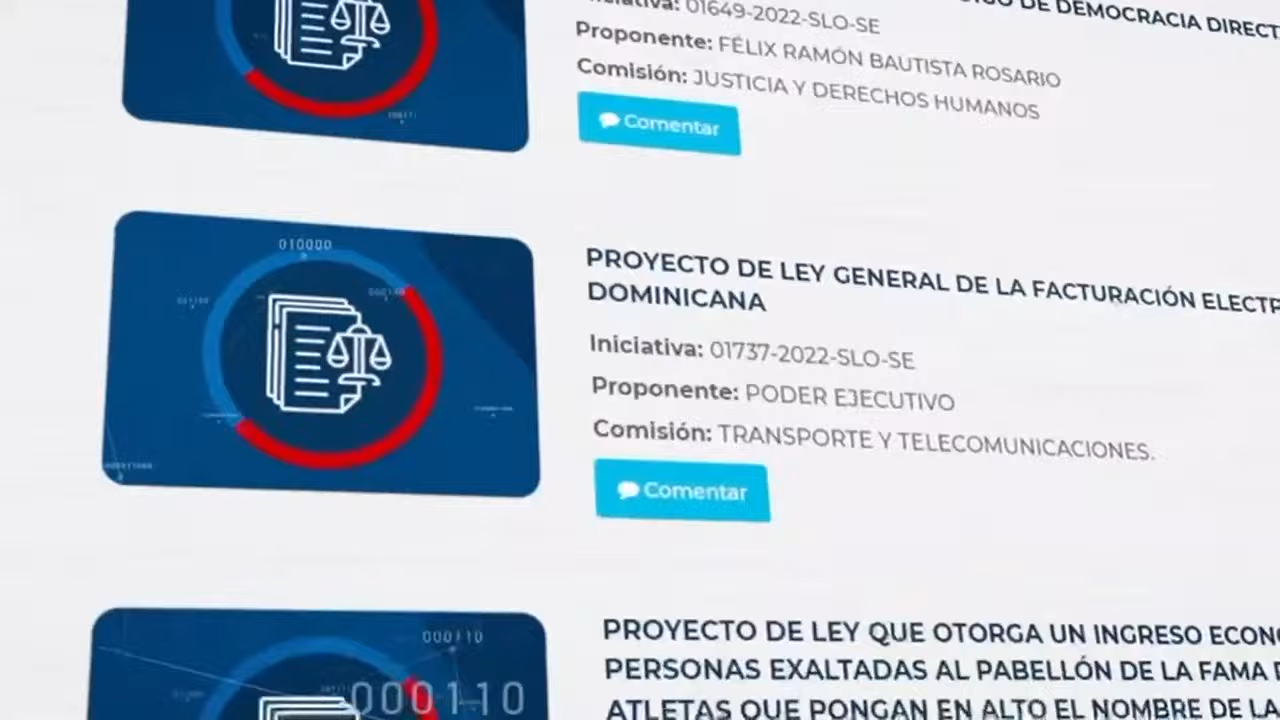 DE DEMOCRACIA
Iniciativa: 01649-2022-SLO-SE
Proponente: FÉLIX RAMÓN BAUTISTA ROSARIO
Comisión: JUSTICIA Y DERECHOS HUMANOS
Comentar
010000
PROYECTO DE LEY GENERAL DE LA FACTURACIÓN
DOMINICANA
Iniciativa: 01737-2022-SLO-SE
Proponente: PODER EJECUTIVO
Comisión: TRANSPORTE Y TELECOMUNICACIONES.
Comentar
000110
000110
PROYECTO DE LEY QUE OTORGA UN INGRESO
PERSONAS EXALTADAS AL PABELLÓN DE LA FAMA
ATLETAS QUE PONGAN EN ALTO EL NOMBRE DE LA